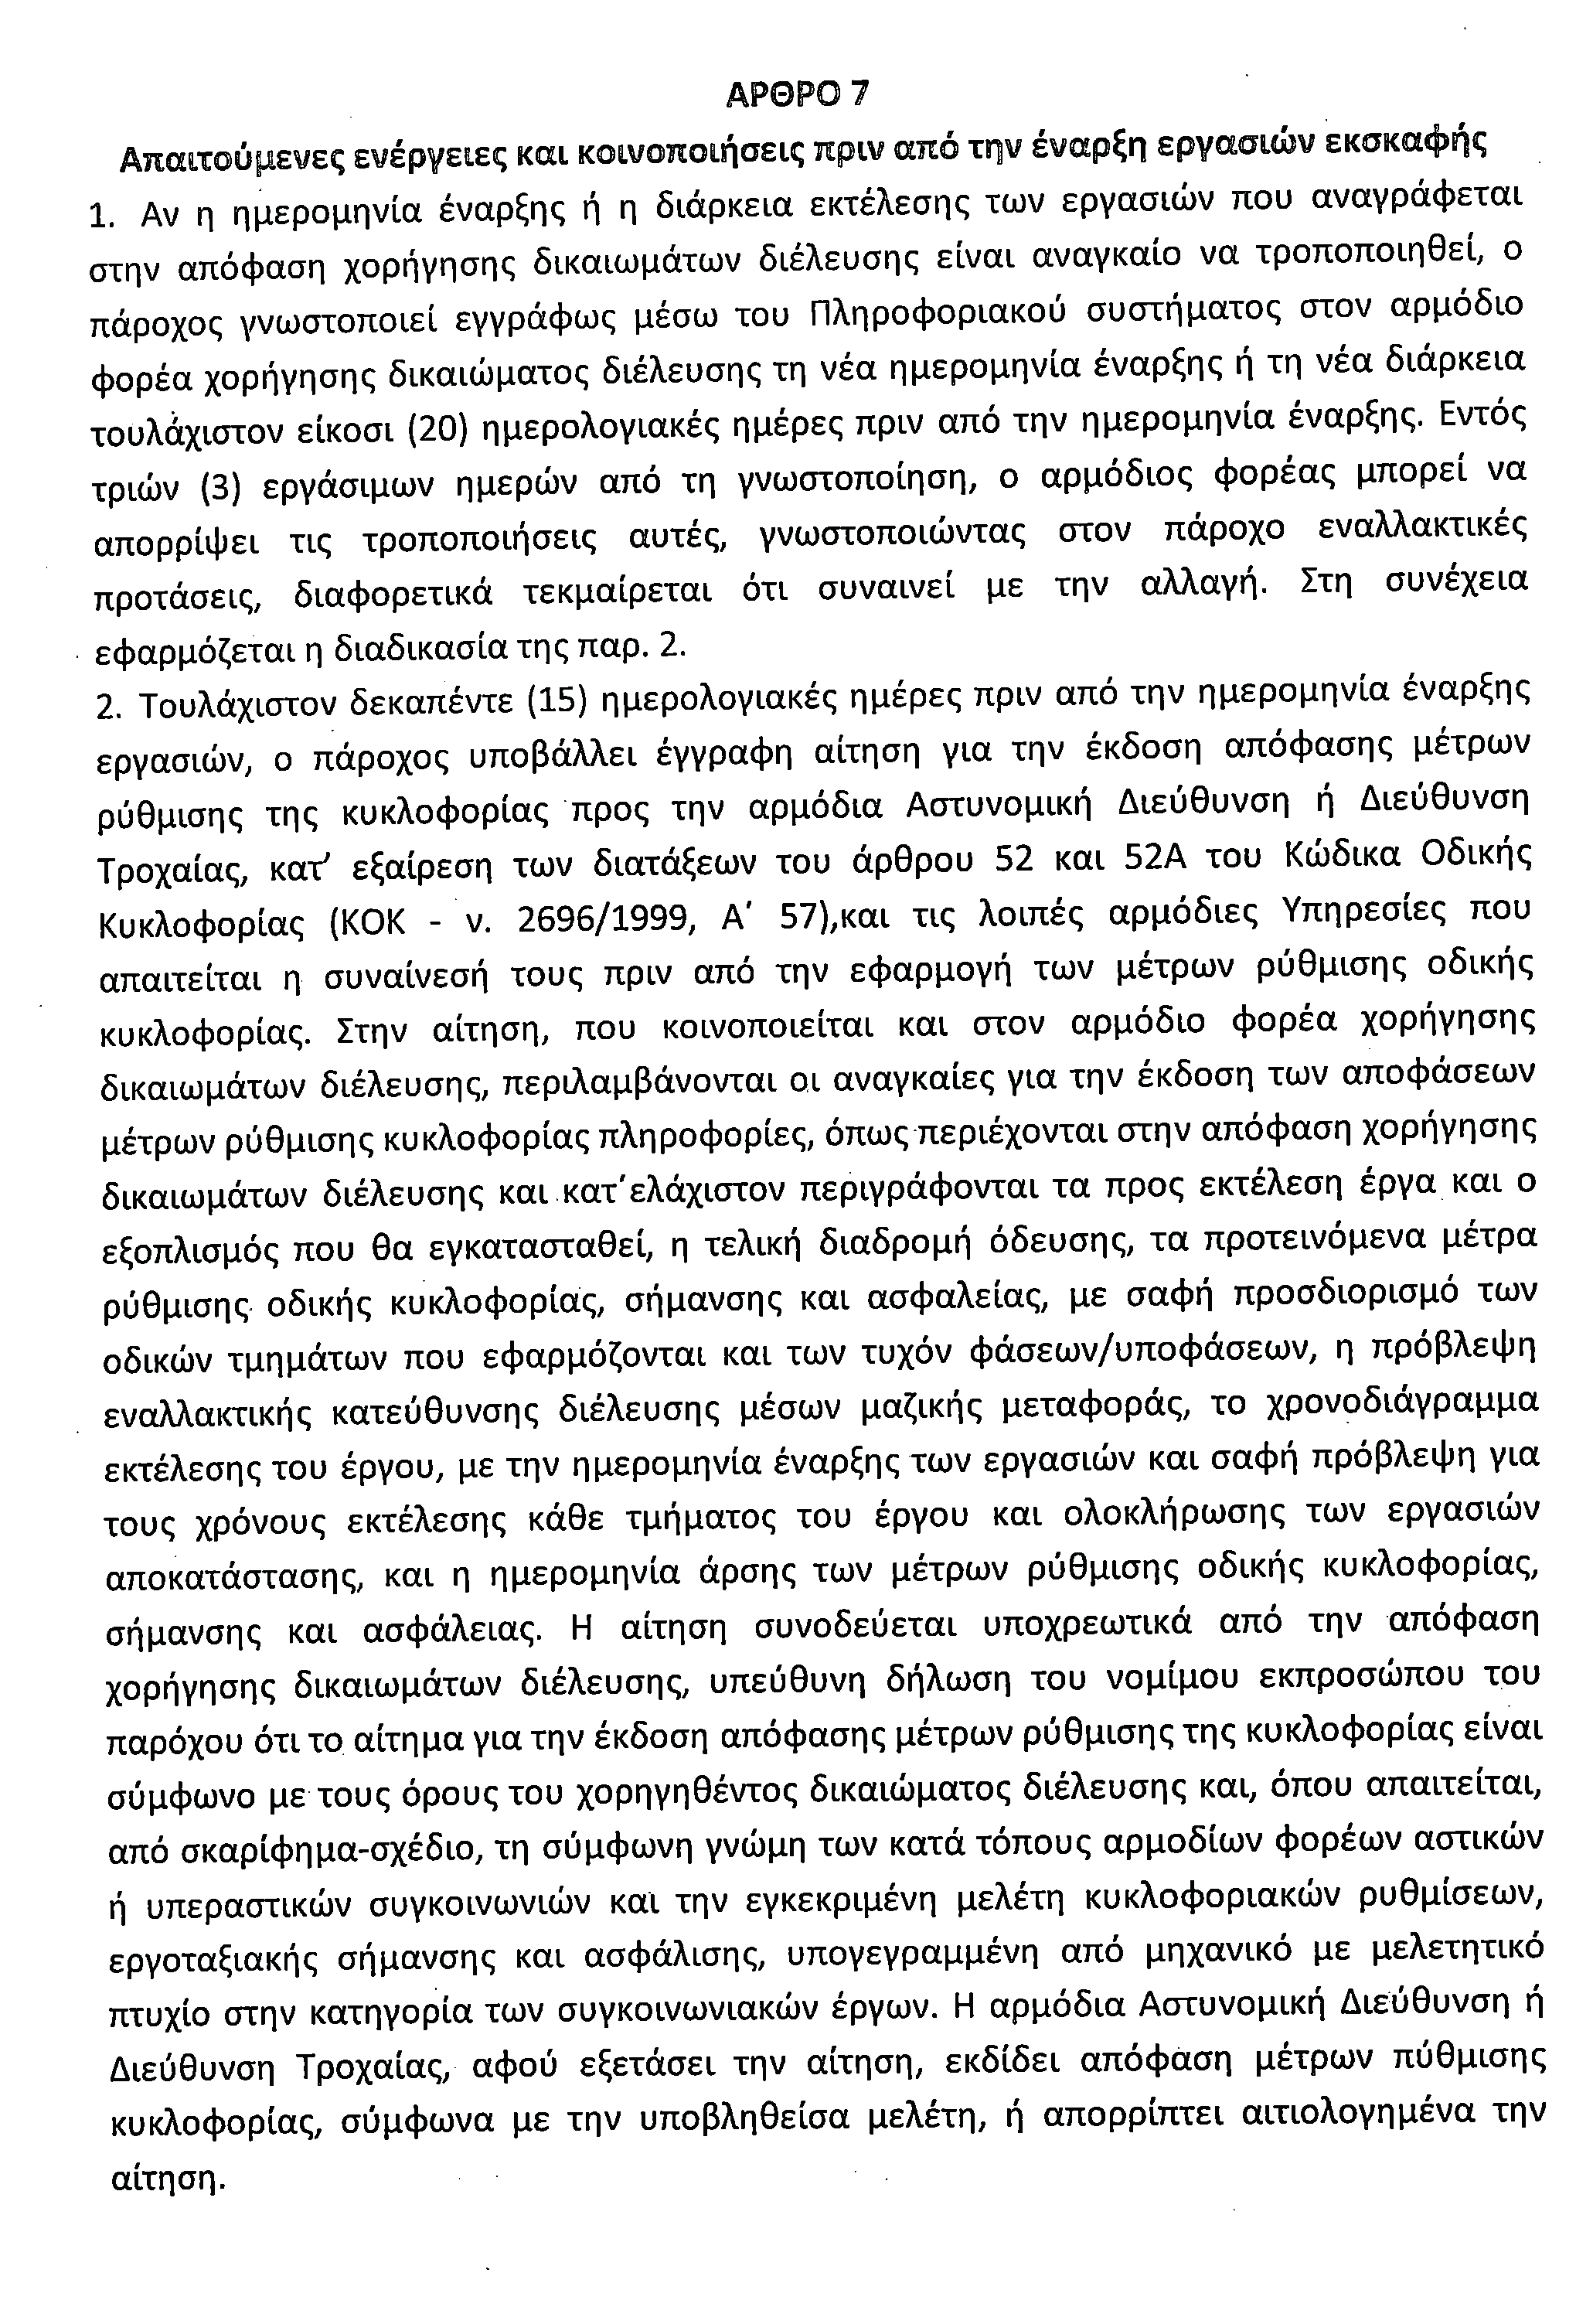 ΑΡΘΡΟ 7
Απαιτούμενες ενέργειες και κοινοποιήσεις πριν από την έναρξη εργασιών εκσκαφής
1. Αν η ημερομηνία έναρξης ή η διάρκεια εκτέλεσης των εργασιών που αναγράφεται
στην απόφαση χορήγησης δικαιωμάτων διέλευσης είναι αναγκαίο να τροποποιηθεί, ο
πάροχος γνωστοποιεί εγγράφως μέσω του Πληροφοριακού συστήματος στον αρμόδιο
φορέα χορήγησης δικαιώματος διέλευσης τη νέα ημερομηνία έναρξης ή τη νέα διάρκεια
τουλάχιστον είκοσι (20) ημερολογιακές ημέρες πριν από την ημερομηνία έναρξης. Εντός
τριών (3) εργάσιμων ημερών από τη γνωστοποίηση, ο αρμόδιος φορέας μπορεί να
απορρίψει τις τροποποιήσεις αυτές, γνωστοποιώντας στον πάροχο εναλλακτικές
προτάσεις, διαφορετικά τεκμαίρεται ότι συναινεί με την αλλαγή. Στη συνέχεια
εφαρμόζεται η διαδικασία της παρ. 2.
2. Τουλάχιστον δεκαπέντε (15) ημερολογιακές ημέρες πριν από την ημερομηνία έναρξης
εργασιών, ο πάροχος υποβάλλει έγγραφη αίτηση για την έκδοση απόφασης μέτρων
ρύθμισης της κυκλοφορίας προς την αρμόδια Αστυνομική Διεύθυνση ή Διεύθυνση
Τροχαίας, κατ’ εξαίρεση των διατάξεων του άρθρου 52 και 52Α του Κώδικα Οδικής
Κυκλοφορίας (ΚΟΚ - ν. 2696/1999, Α' 57),και τις λοιπές αρμόδιες Υπηρεσίες που
απαιτείται η συναίνεσή τους πριν από την εφαρμογή των μέτρων ρύθμισης οδικής
κυκλοφορίας. Στην αίτηση, που κοινοποιείται και στον αρμόδιο φορέα χορήγησης
δικαιωμάτων διέλευσης, περιλαμβάνονται οι αναγκαίες για την έκδοση των αποφάσεων
μέτρων ρύθμισης κυκλοφορίας πληροφορίες, όπως περιέχονται στην απόφαση χορήγησης
δικαιωμάτων διέλευσης και κατ'ελάχιστον περιγράφονται τα προς εκτέλεση έργα και ο
εξοπλισμός που θα εγκατασταθεί, η τελική διαδρομή όδευσης, τα προτεινόμενα μέτρα
ρύθμισης οδικής κυκλοφορίας, σήμανσης και ασφαλείας, με σαφή προσδιορισμό των
οδικών τμημάτων που εφαρμόζονται και των τυχόν φάσεων/υποφάσεων, η πρόβλεψη
εναλλακτικής κατεύθυνσης διέλευσης μέσων μαζικής μεταφοράς, το χρονοδιάγραμμα
εκτέλεσης του έργου, με την ημερομηνία έναρξης των εργασιών και σαφή πρόβλεψη για
τους χρόνους εκτέλεσης κάθε τμήματος του έργου και ολοκλήρωσης των εργασιών
αποκατάστασης, και η ημερομηνία άρσης των μέτρων ρύθμισης οδικής κυκλοφορίας,
σήμανσης και ασφάλειας. Η αίτηση συνοδεύεται υποχρεωτικά από την απόφαση
χορήγησης δικαιωμάτων διέλευσης, υπεύθυνη δήλωση του νομίμου εκπροσώπου του
παρόχου ότι το αίτημα για την έκδοση απόφασης μέτρων ρύθμισης της κυκλοφορίας είναι
σύμφωνο με τους όρους του χορηγηθέντος δικαιώματος διέλευσης και, όπου απαιτείται,
από σκαρίφημα-σχέδιο, τη σύμφωνη γνώμη των κατά τόπους αρμοδίων φορέων αστικών
ή υπεραστικών συγκοινωνιών και την εγκεκριμένη μελέτη κυκλοφοριακών ρυθμίσεων,
εργοταξιακής σήμανσης και ασφάλισης, υπογεγραμμένη από μηχανικό με μελετητικό
πτυχίο στην κατηγορία των συγκοινωνιακών έργων. Η αρμόδια Αστυνομική Διεύθυνση ή
Διεύθυνση Τροχαίας, αφού εξετάσει την αίτηση, εκδίδει απόφαση μέτρων πύθμισης
κυκλοφορίας, σύμφωνα με την υποβληθείσα μελέτη, ή απορρίπτει αιτιολογημένα την
αίτηση.